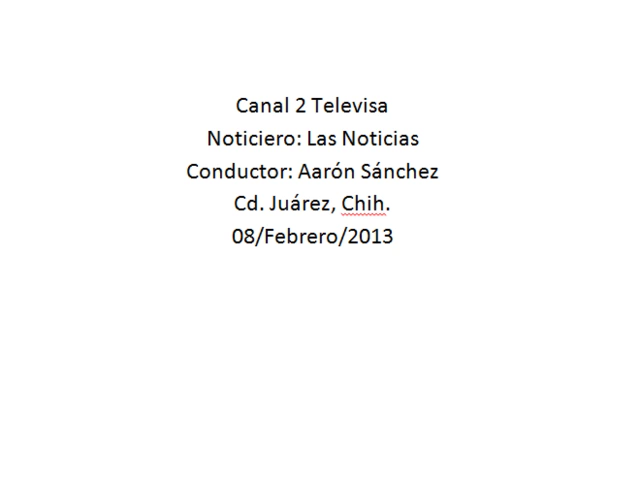 Canal 2 Televisa
Noticiero: Las Noticias
Conductor: Aarón Sánchez
Cd. Juárez, Chih.
08/Febrero/2013